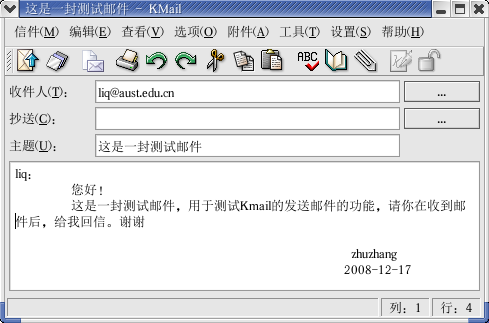 这是一封测试邮件 - KMail
信件(M) 编辑(E) 查看(V) 选项(O) 附件(A) 工具(T) 设置(S) 帮助(H)
ABC
收件人(T): liq@aust.edu.cn ...
抄送(C): ...
主题(U): 这是一封测试邮件
liq:
您好!
这是一封测试邮件，用于测试Kmail的发送邮件的功能，请你在收到邮
件后，给我回信。谢谢
zhuzhang
2008-12-17
列: 1 行: 4